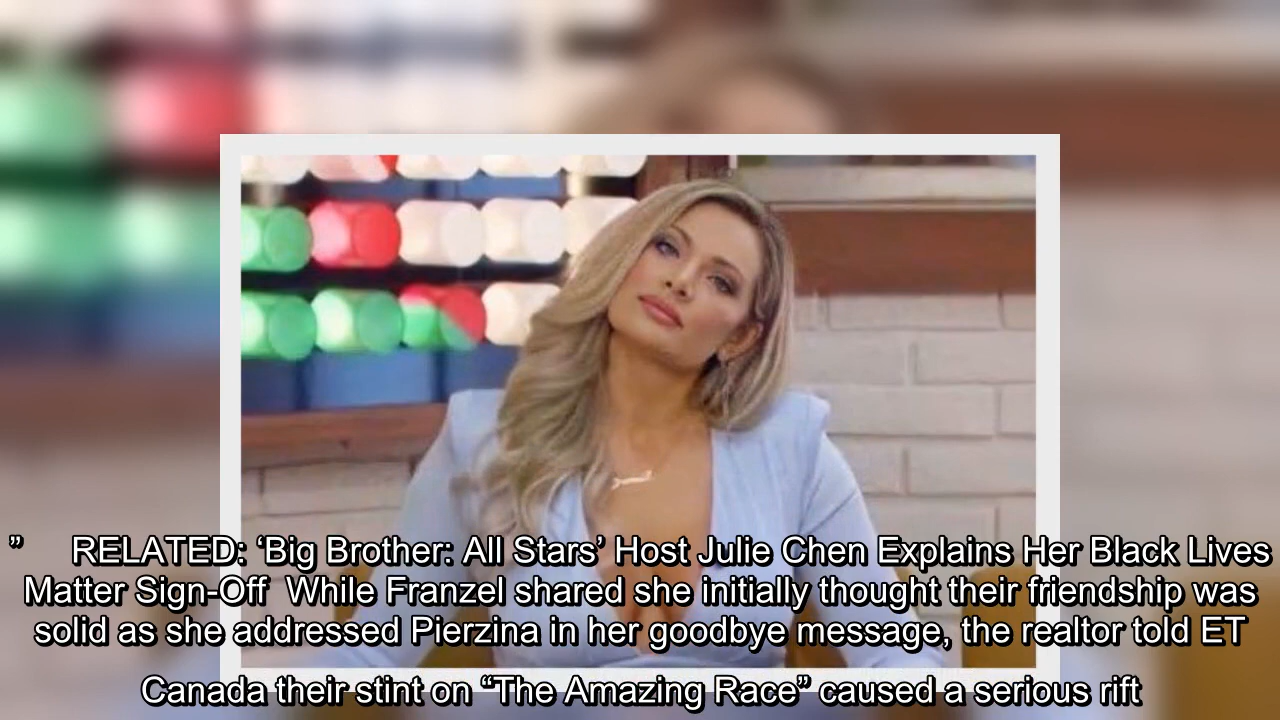 ”     RELATED: ‘Big Brother: All Stars’ Host Julie Chen Explains Her Black Lives
Matter Sign-Off  While Franzel shared she initially thought their friendship was
solid as she addressed Pierzina in her goodbye message, the realtor told ET
Canada their stint on “The Amazing Race” caused a serious rift